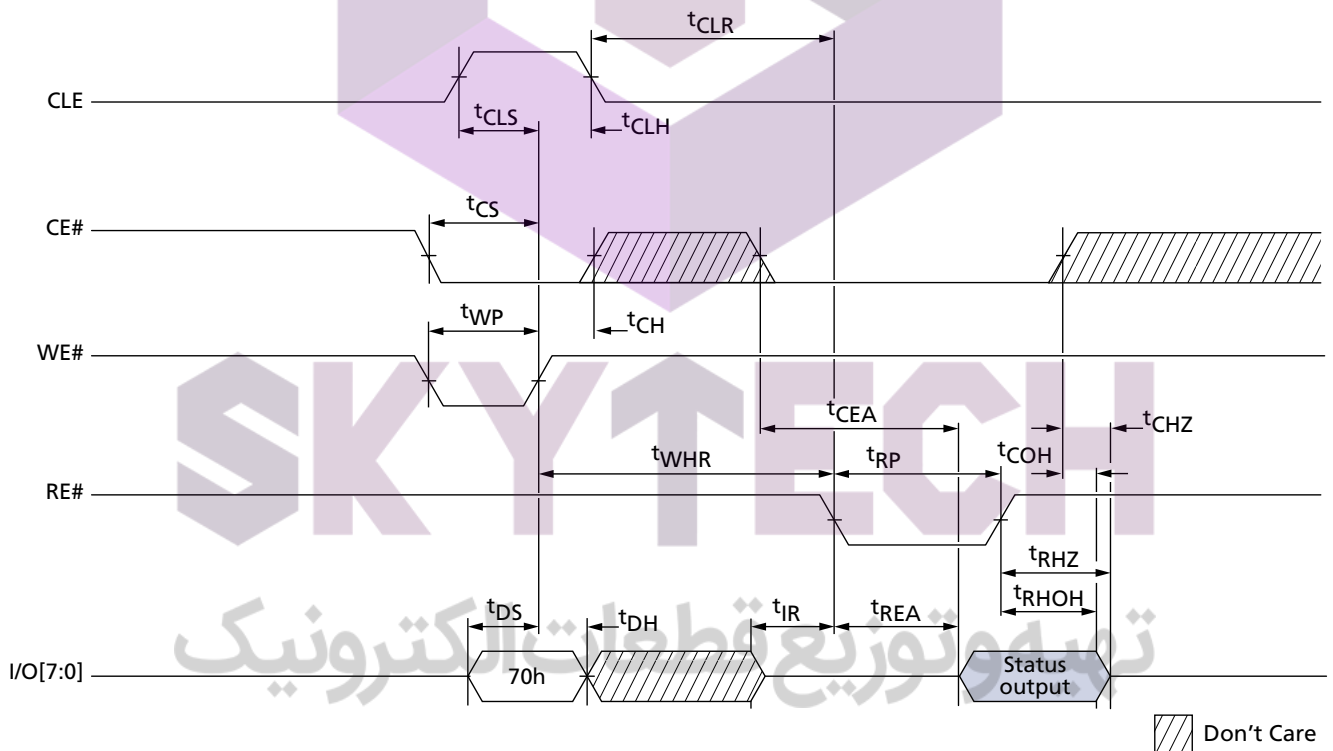 tCLR
CLE
tCLS
tCLH
tCS
CE#
tWP
tCH
WE#
tCEA
tCHZ
tWHR
tRP
tCOH
RE#
tRHZ
tRHOH
tDS
tDH
tIR
tREA
I/O[7:0]
70h
Status
output
Don't Care
SKYTECH
تهیه و توزیع قطعات الکترونیک